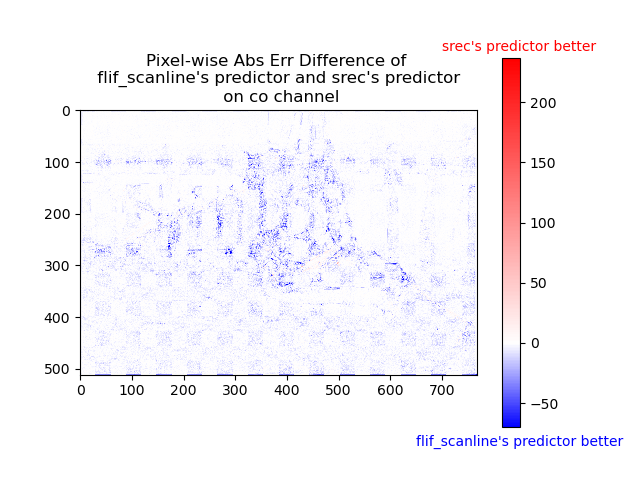 srec's predictor better
Pixel-wise Abs Err Difference of
flif_scanline's predictor and srec's predictor
on co channel
0
100
200
300
400
500
0 100 200 300 400 500 600 700
200
150
100
50
0
−50
flif_scanline's predictor better